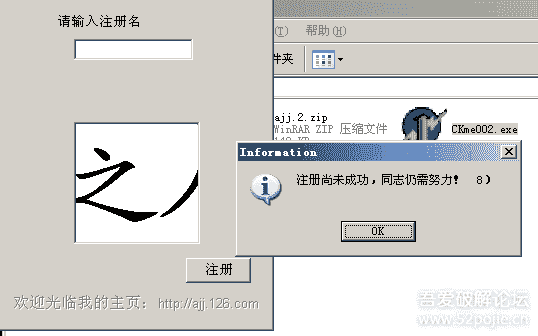 请输入注册名
之
注册
欢迎光临我的主页：http://ajj.126.com
(T) 帮助(H)
件夹
ajj.2.zip
WinRAR ZIP 压缩文件
CKme002.exe
Information
注册尚未成功，同志仍需努力！ 8）
OK
吾爱破解论坛
www.52pojie.cn